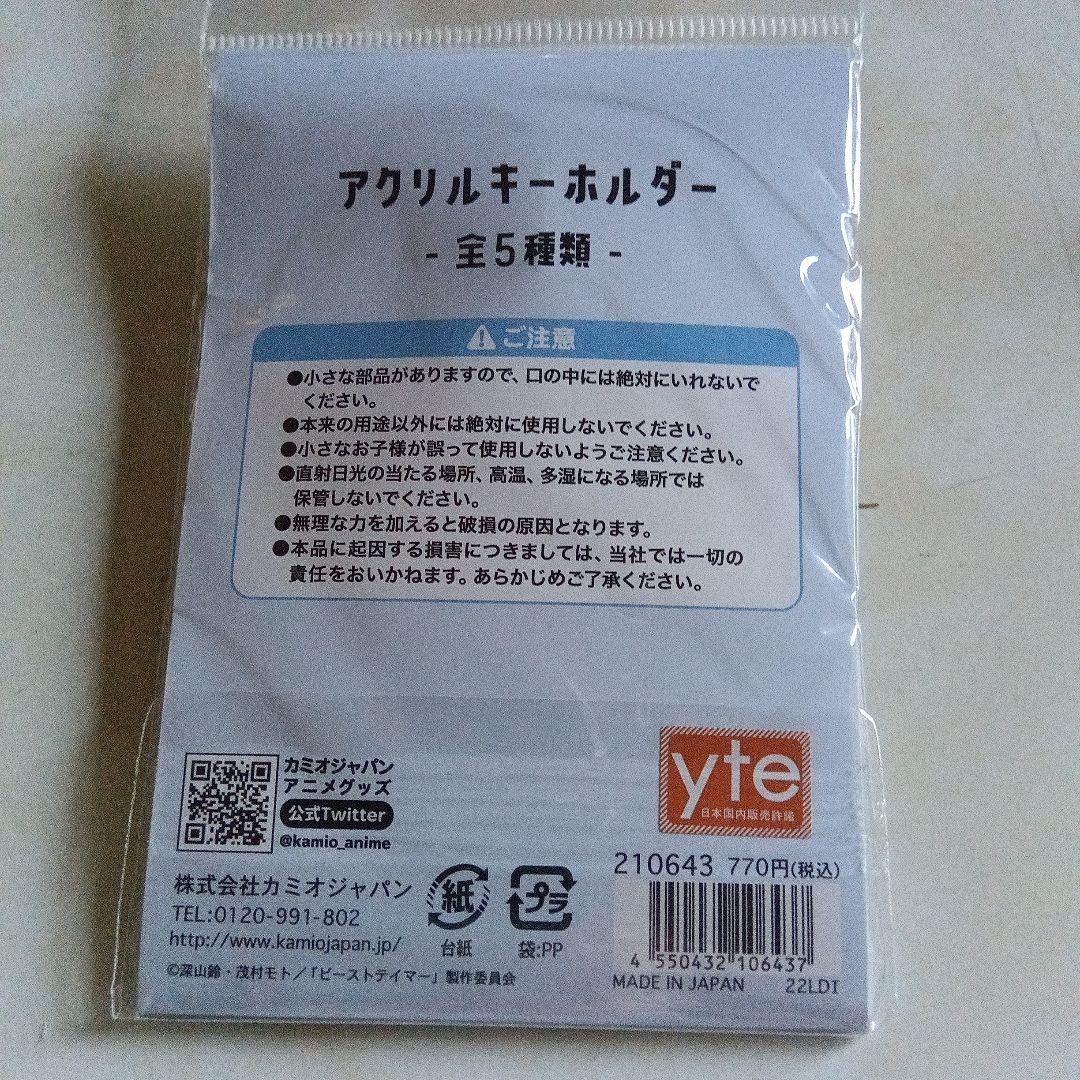 アクリルキーホルダー
- 全5種類 -
ご注意
●小さな部品がありますので、口の中には絶対にいれないで
ください。
●本来の用途以外には絶対に使用しないでください。
●小さなお子様が誤って使用しないようご注意ください。
●直射日光の当たる場所、高温、多湿になる場所では
保管しないでください。
●無理な力を加えると破損の原因となります。
●本品に起因する損害につきましては、当社では一切の
責任をおいかねます。あらかじめご了承ください。
カミオジャパン
アニメグッズ
公式Twitter
@kamio_anime
yte
日本国内販売許諾
株式会社カミオジャパン
TEL:0120-991-802
http://www.kamiojapan.jp/
紙
台紙
プラ
袋:PP
210643 770円(税込)
4 550432 106437
MADE IN JAPAN 22LDI
©深山鈴・茂村モト/「ビーストテイマー」製作委員会